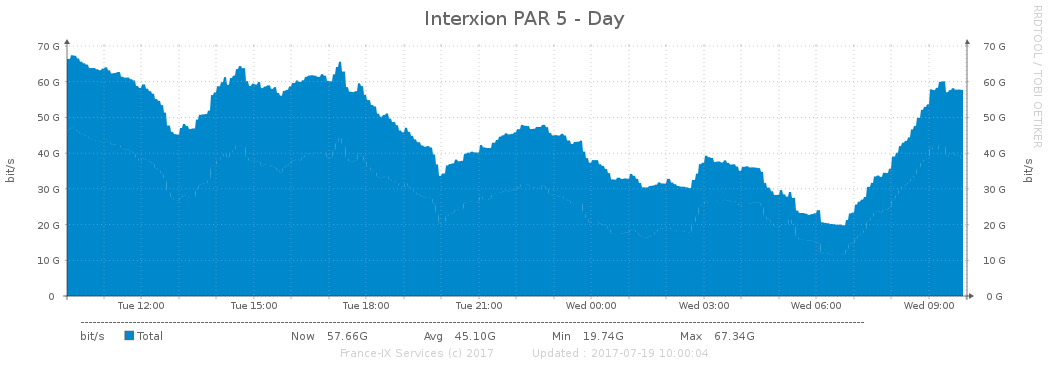 Interxion PAR 5 - Day
RRDTOOL / TOBI OETIKER
70 G 70 G
60 G 60 G
50 G 50 G
40 G 40 G
30 G 30 G
20 G 20 G
10 G 10 G
0 0 G
bit/s
bit/s
Tue 12:00 Tue 15:00 Tue 18:00 Tue 21:00 Wed 00:00 Wed 03:00 Wed 06:00 Wed 09:00
bit/s Total Now 57.66G Avg 45.10G Min 19.74G Max 67.34G
France-IX Services (c) 2017 Updated : 2017-07-19 10:00:04